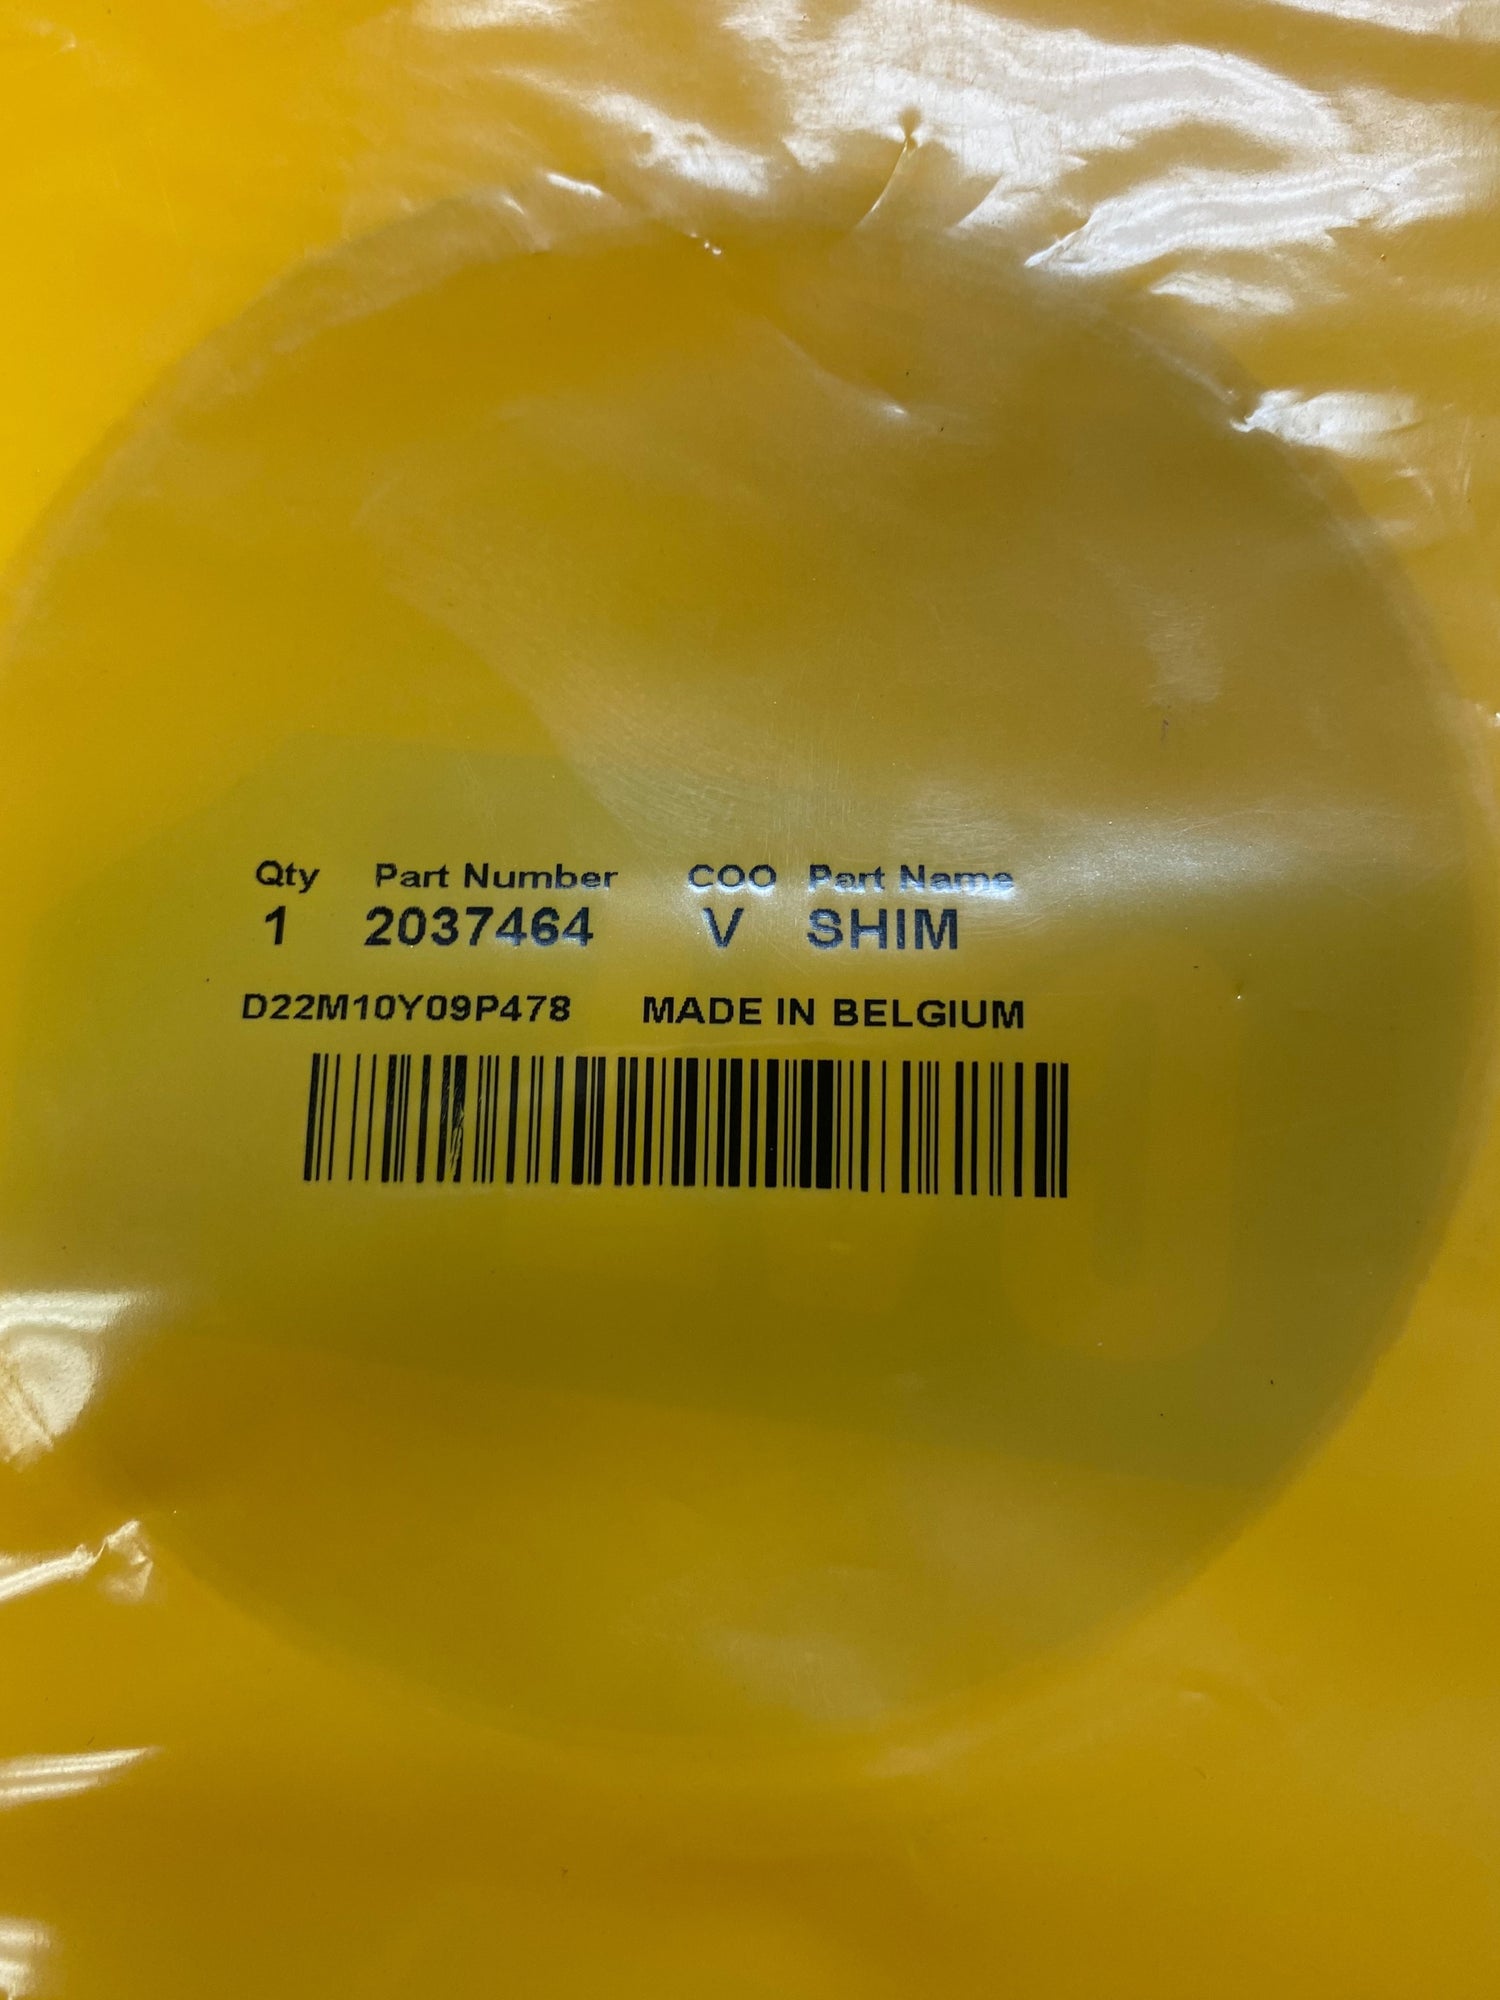 Qty Part Number COO Part Name
1 2037464 V SHIM
D22M10Y09P478 MADE IN BELGIUM